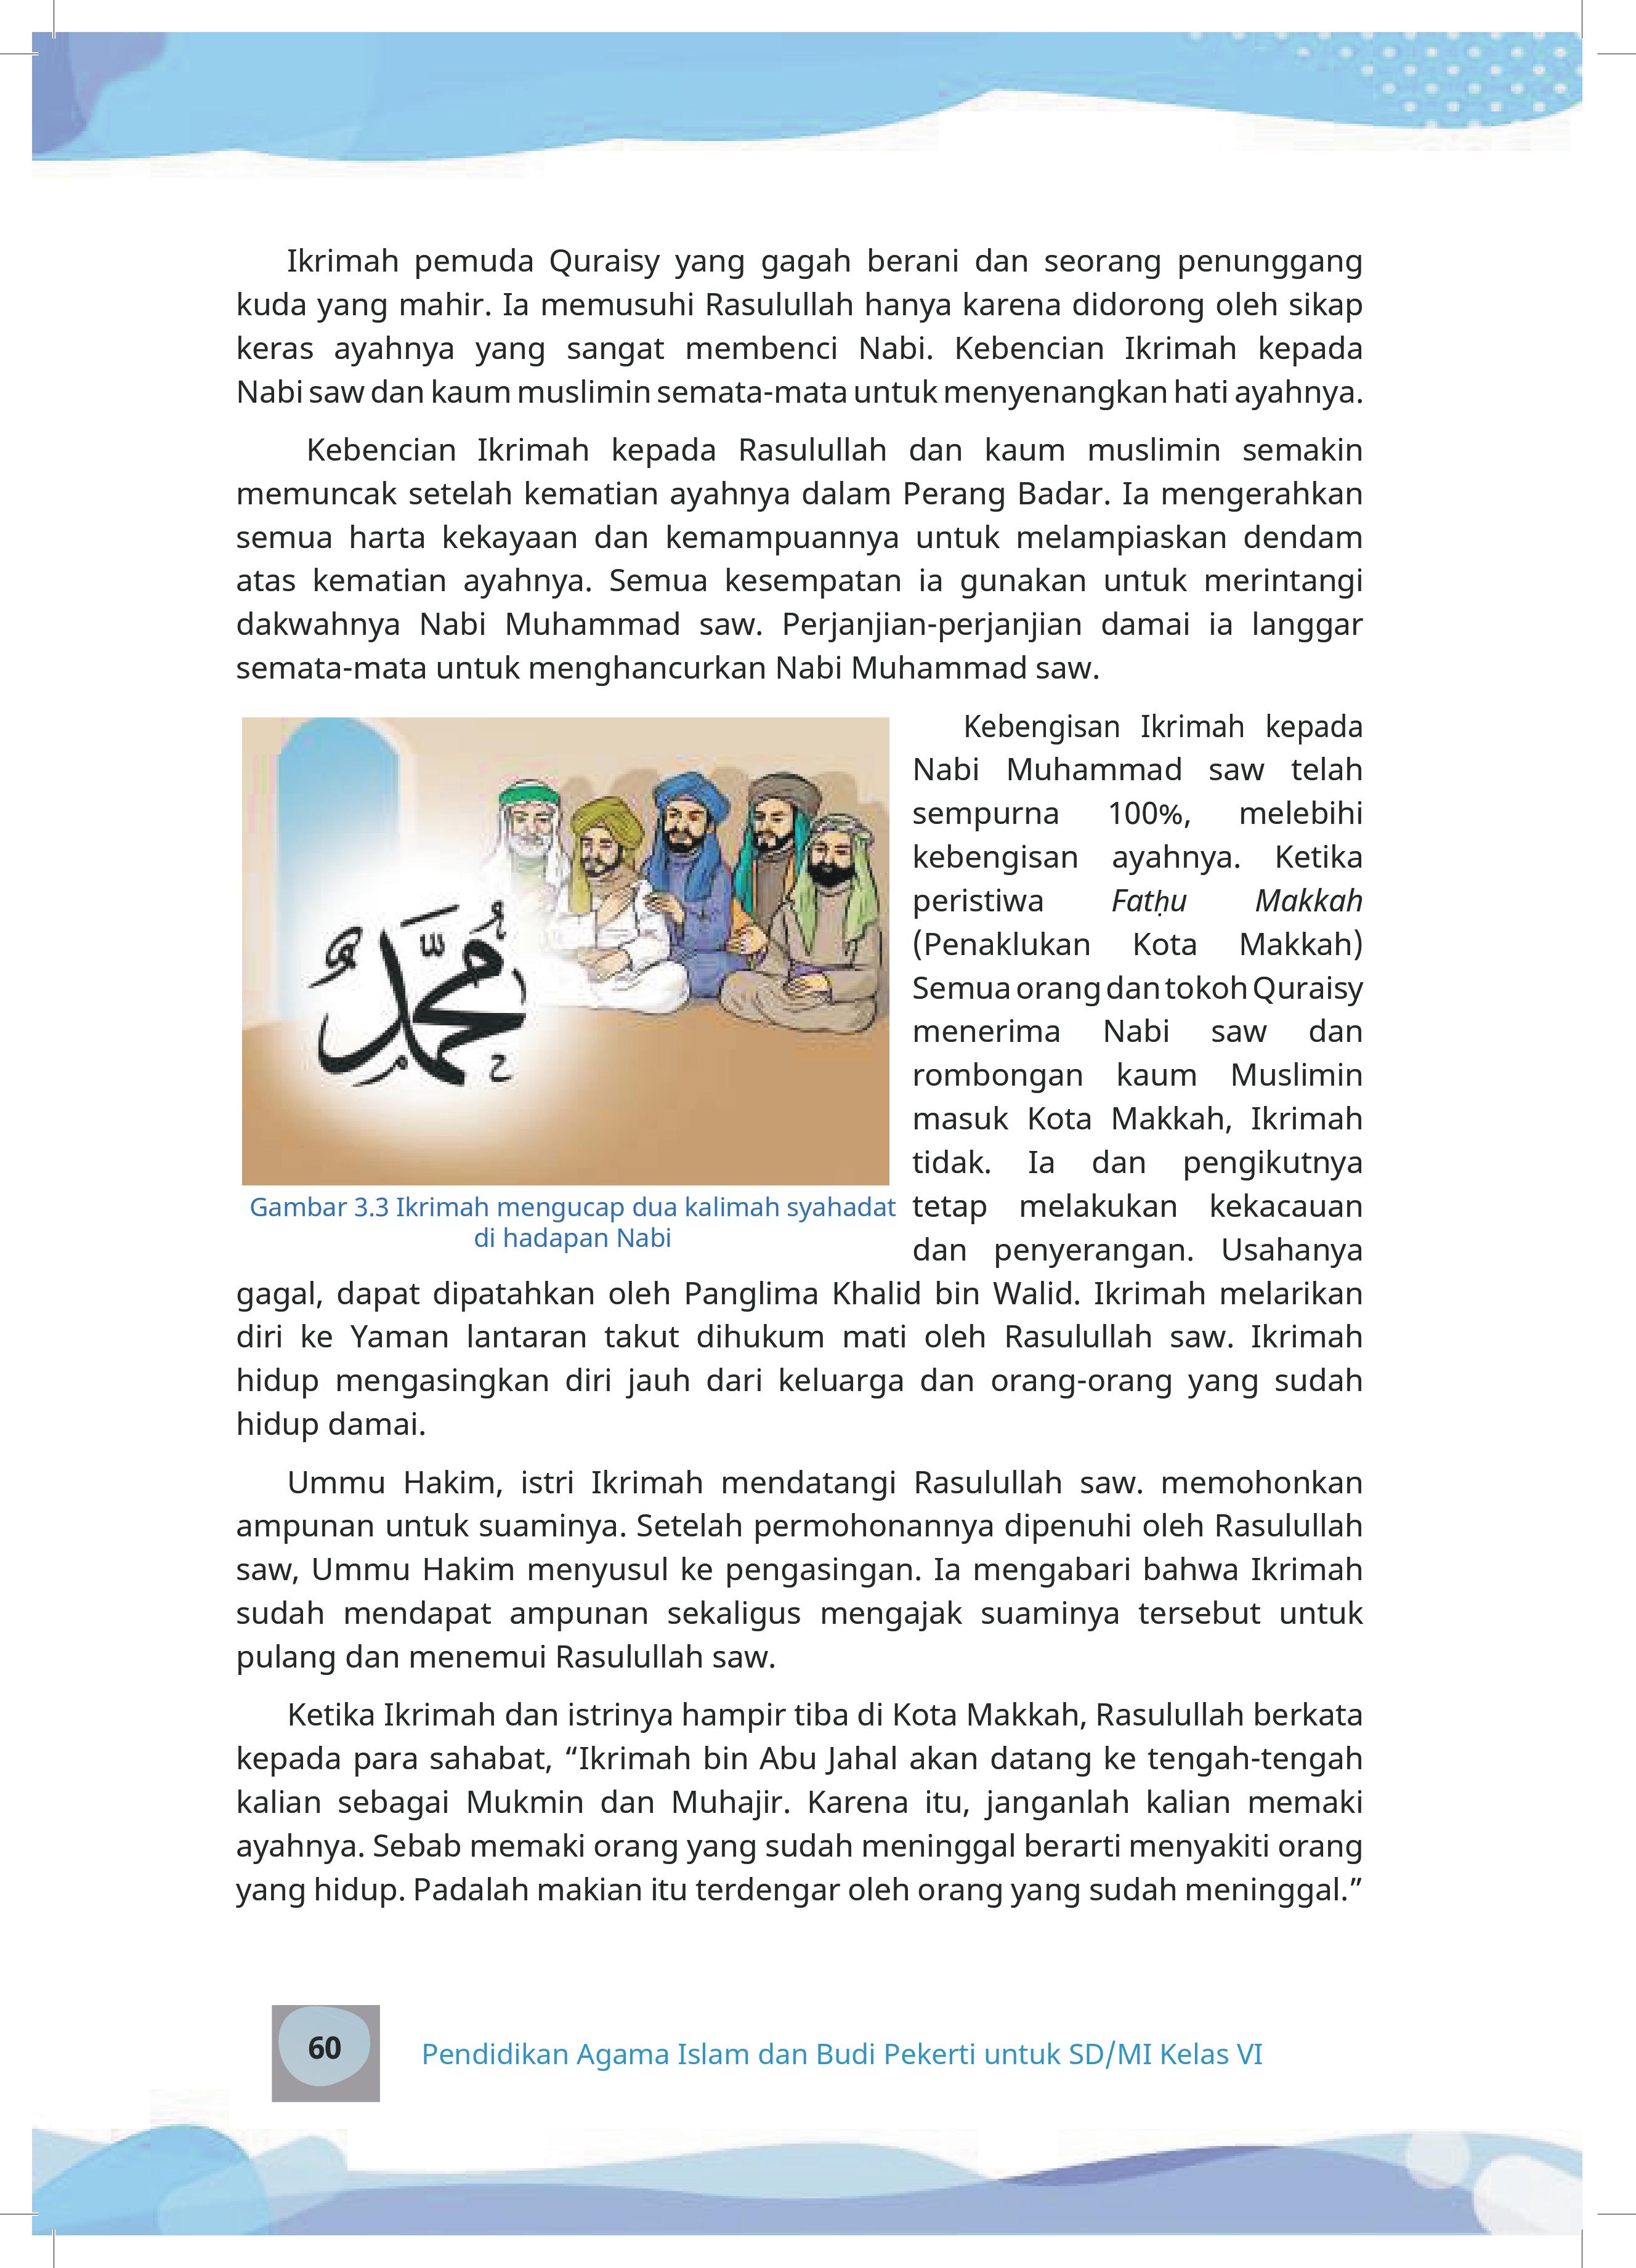 Ikrimah pemuda Quraisy yang gagah berani dan seorang penunggang
kuda yang mahir. Ia memusuhi Rasulullah hanya karena didorong oleh sikap
keras ayahnya yang sangat membenci Nabi. Kebencian Ikrimah kepada
Nabi saw dan kaum muslimin semata-mata untuk menyenangkan hati ayahnya.
Kebencian Ikrimah kepada Rasulullah dan kaum muslimin semakin
memuncak setelah kematian ayahnya dalam Perang Badar. Ia mengerahkan
semua harta kekayaan dan kemampuannya untuk melampiaskan dendam
atas kematian ayahnya. Semua kesempatan ia gunakan untuk merintangi
dakwahnya Nabi Muhammad saw. Perjanjian-perjanjian damai ia langgar
semata-mata untuk menghancurkan Nabi Muhammad saw.
مُحَمَّدٌ
Gambar 3.3 Ikrimah mengucap dua kalimah syahadat
di hadapan Nabi
Kebengisan Ikrimah kepada
Nabi Muhammad saw telah
sempurna 100%, melebihi
kebengisan ayahnya. Ketika
peristiwa Fatḥu Makkah
(Penaklukan Kota Makkah)
Semua orang dan tokoh Quraisy
menerima Nabi saw dan
rombongan kaum Muslimin
masuk Kota Makkah, Ikrimah
tidak. Ia dan pengikutnya
tetap melakukan kekacauan
dan penyerangan. Usahanya
gagal, dapat dipatahkan oleh Panglima Khalid bin Walid. Ikrimah melarikan
diri ke Yaman lantaran takut dihukum mati oleh Rasulullah saw. Ikrimah
hidup mengasingkan diri jauh dari keluarga dan orang-orang yang sudah
hidup damai.
Ummu Hakim, istri Ikrimah mendatangi Rasulullah saw. memohonkan
ampunan untuk suaminya. Setelah permohonannya dipenuhi oleh Rasulullah
saw, Ummu Hakim menyusul ke pengasingan. Ia mengabari bahwa Ikrimah
sudah mendapat ampunan sekaligus mengajak suaminya tersebut untuk
pulang dan menemui Rasulullah saw.
Ketika Ikrimah dan istrinya hampir tiba di Kota Makkah, Rasulullah berkata
kepada para sahabat, “Ikrimah bin Abu Jahal akan datang ke tengah-tengah
kalian sebagai Mukmin dan Muhajir. Karena itu, janganlah kalian memaki
ayahnya. Sebab memaki orang yang sudah meninggal berarti menyakiti orang
yang hidup. Padalah makian itu terdengar oleh orang yang sudah meninggal.”
60
Pendidikan Agama Islam dan Budi Pekerti untuk SD/MI Kelas VI